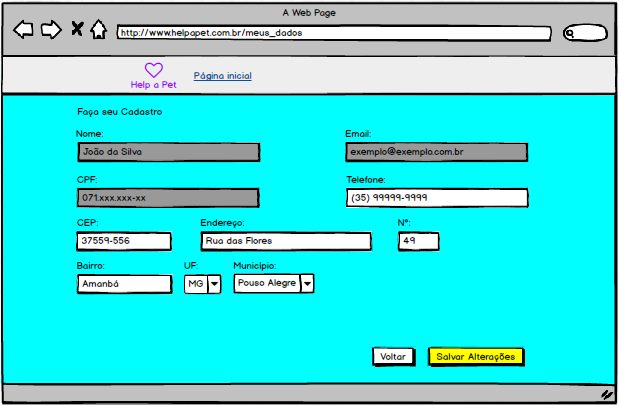 A Web Page
http://www.helpapet.com.br/meus_dados
Help a Pet
Página inicial
Faça seu Cadastro
Nome: Email:
João da Silva exemplo@exemplo.com.br
CPF: Telefone:
071.xxx.xxx-xx (35) 99999-9999
CEP: Endereço: Nº:
37559-556 Rua das Flores 49
Bairro: UF: Município:
Amanbá MG Pouso Alegre
Voltar Salvar Alterações